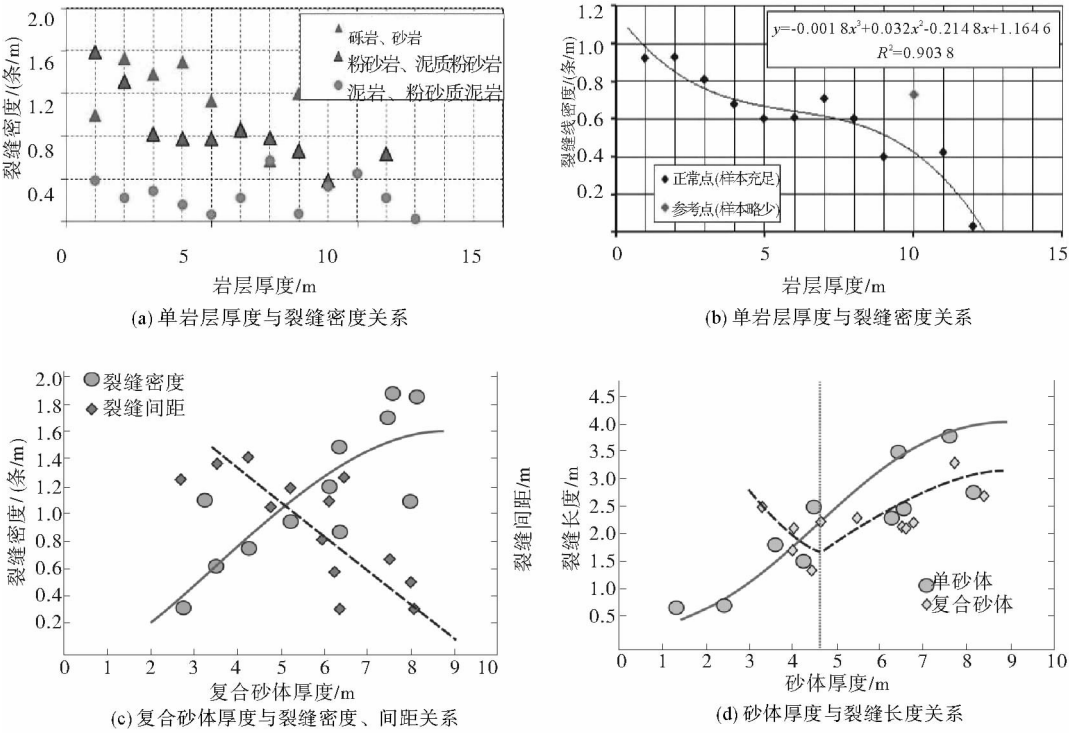 2.0
1.6
1.2
0.8
0.4
裂缝密度/(条/m)
砾岩、砂岩
粉砂岩、泥质粉砂岩
泥岩、粉砂质泥岩
0 5 10 15
岩层厚度/m
(a) 单岩层厚度与裂缝密度关系
1.2
1.0
0.8
0.6
0.4
0.2
裂缝线密度/(条/m)
y=-0.001 8x³+0.032x²-0.214 8x+1.164 6
R²=0.903 8
正常点(样本充足)
参考点(样本略少)
0 5 10 15
岩层厚度/m
(b) 单岩层厚度与裂缝密度关系
2.0
1.8
1.6
1.4
1.2
1.0
0.8
0.6
0.4
0.2
裂缝密度/(条/m)
裂缝密度
裂缝间距
裂缝间距/m
0 1 2 3 4 5 6 7 8 9 10
复合砂体厚度/m
(c) 复合砂体厚度与裂缝密度、间距关系
4.5
4.0
3.5
3.0
2.5
2.0
1.5
1.0
0.5
裂缝长度/m
单砂体
复合砂体
0 1 2 3 4 5 6 7 8 9 10
砂体厚度/m
(d) 砂体厚度与裂缝长度关系